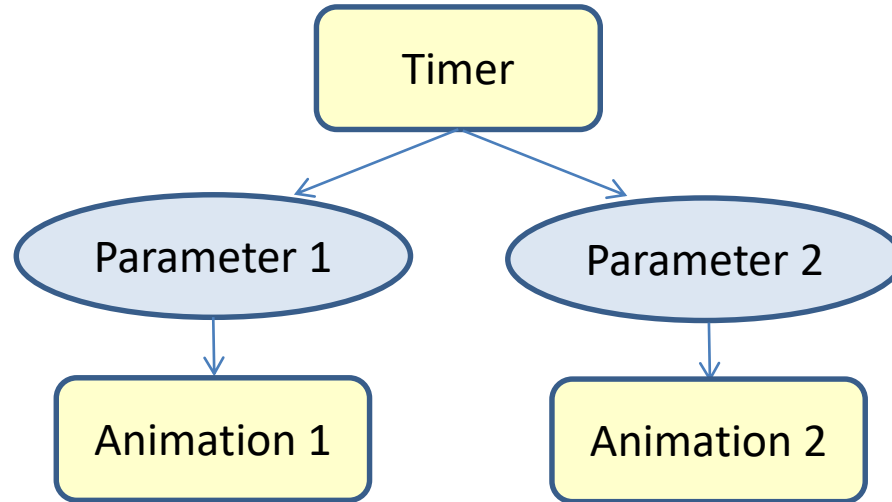 Timer
Parameter 1
Parameter 2
Animation 1
Animation 2